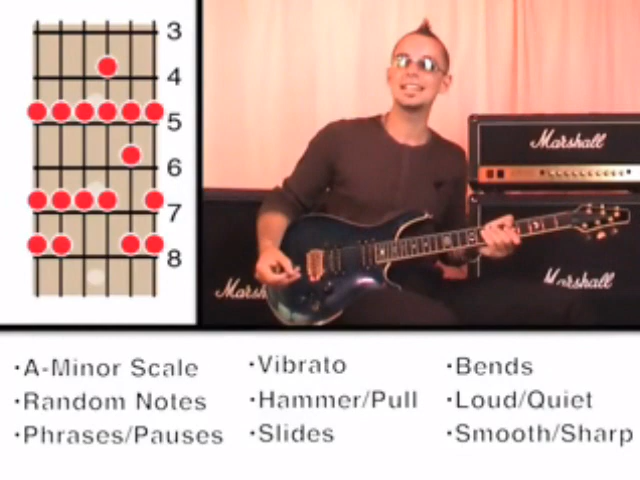 3
4
5
6
7
8
Marshall
Marshall
Marsh
·A-Minor Scale
·Random Notes
·Phrases/Pauses
·Vibrato
·Hammer/Pull
·Slides
·Bends
·Loud/Quiet
·Smooth/Sharp